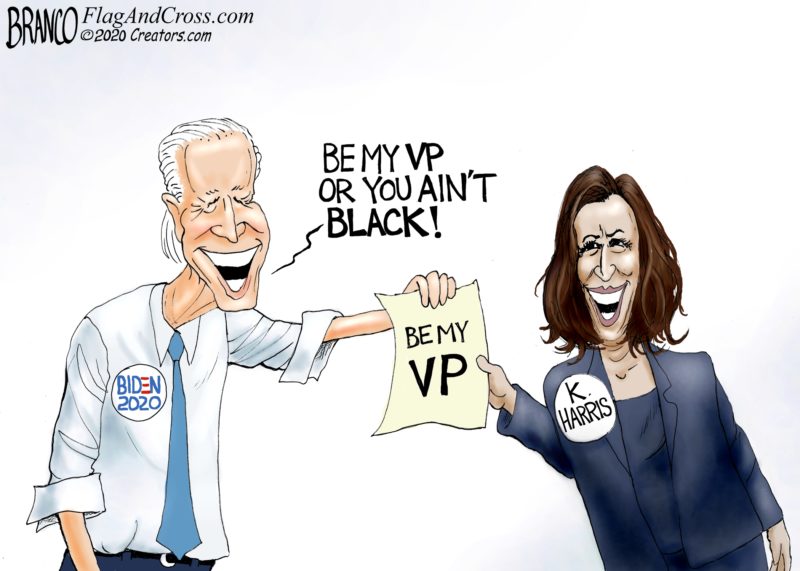 BRANCO FlagAndCross.com
©2020 Creators.com
BE MY VP
OR YOU AIN'T
BLACK!
BE MY
VP
BIDEN
2020
K.
HARRIS